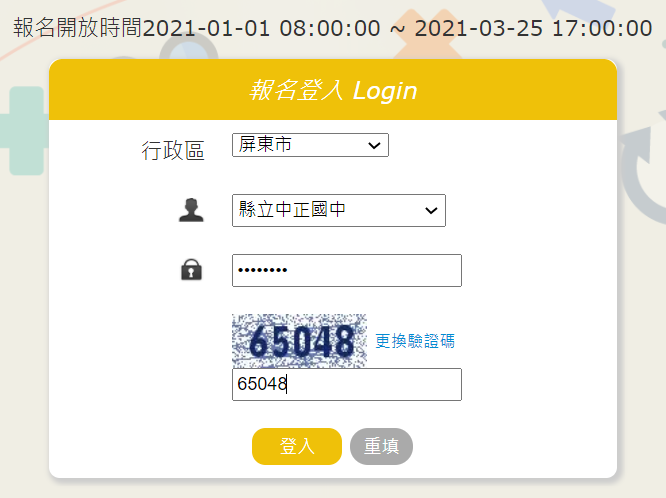 報名開放時間2021-01-01 08:00:00 ~ 2021-03-25 17:00:00
報名登入 Login
行政區 屏東市
縣立中正國中
••••••••
65048 更換驗證碼
65048
登入 重填